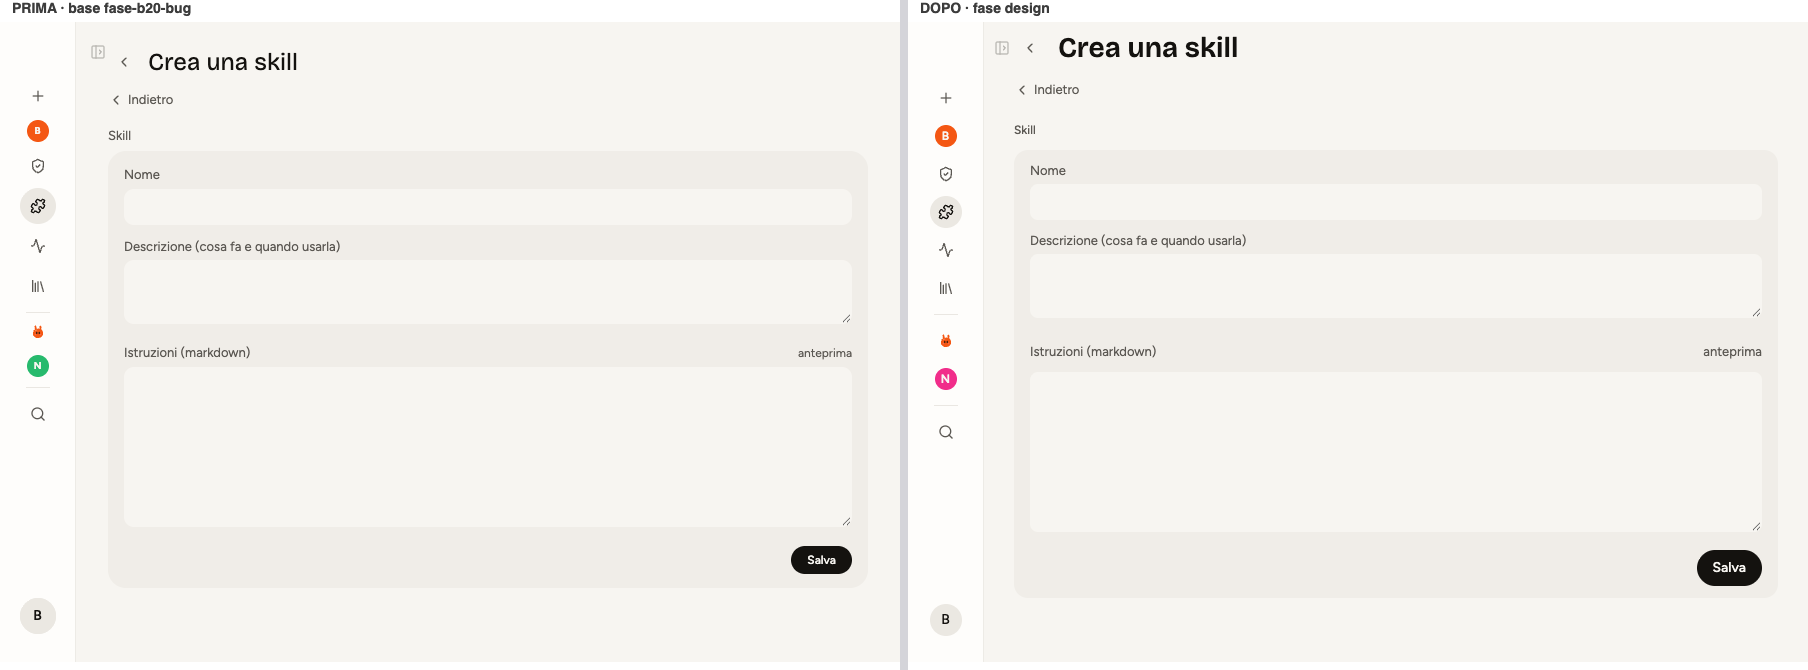 PRIMA · base fase-b20-bug
Crea una skill
Indietro
B
Skill
Nome
Descrizione (cosa fa e quando usarla)
Istruzioni (markdown)
anteprima
N
Salva
B
DOPO · fase design
Crea una skill
Indietro
B
Skill
Nome
Descrizione (cosa fa e quando usarla)
Istruzioni (markdown)
anteprima
N
Salva
B